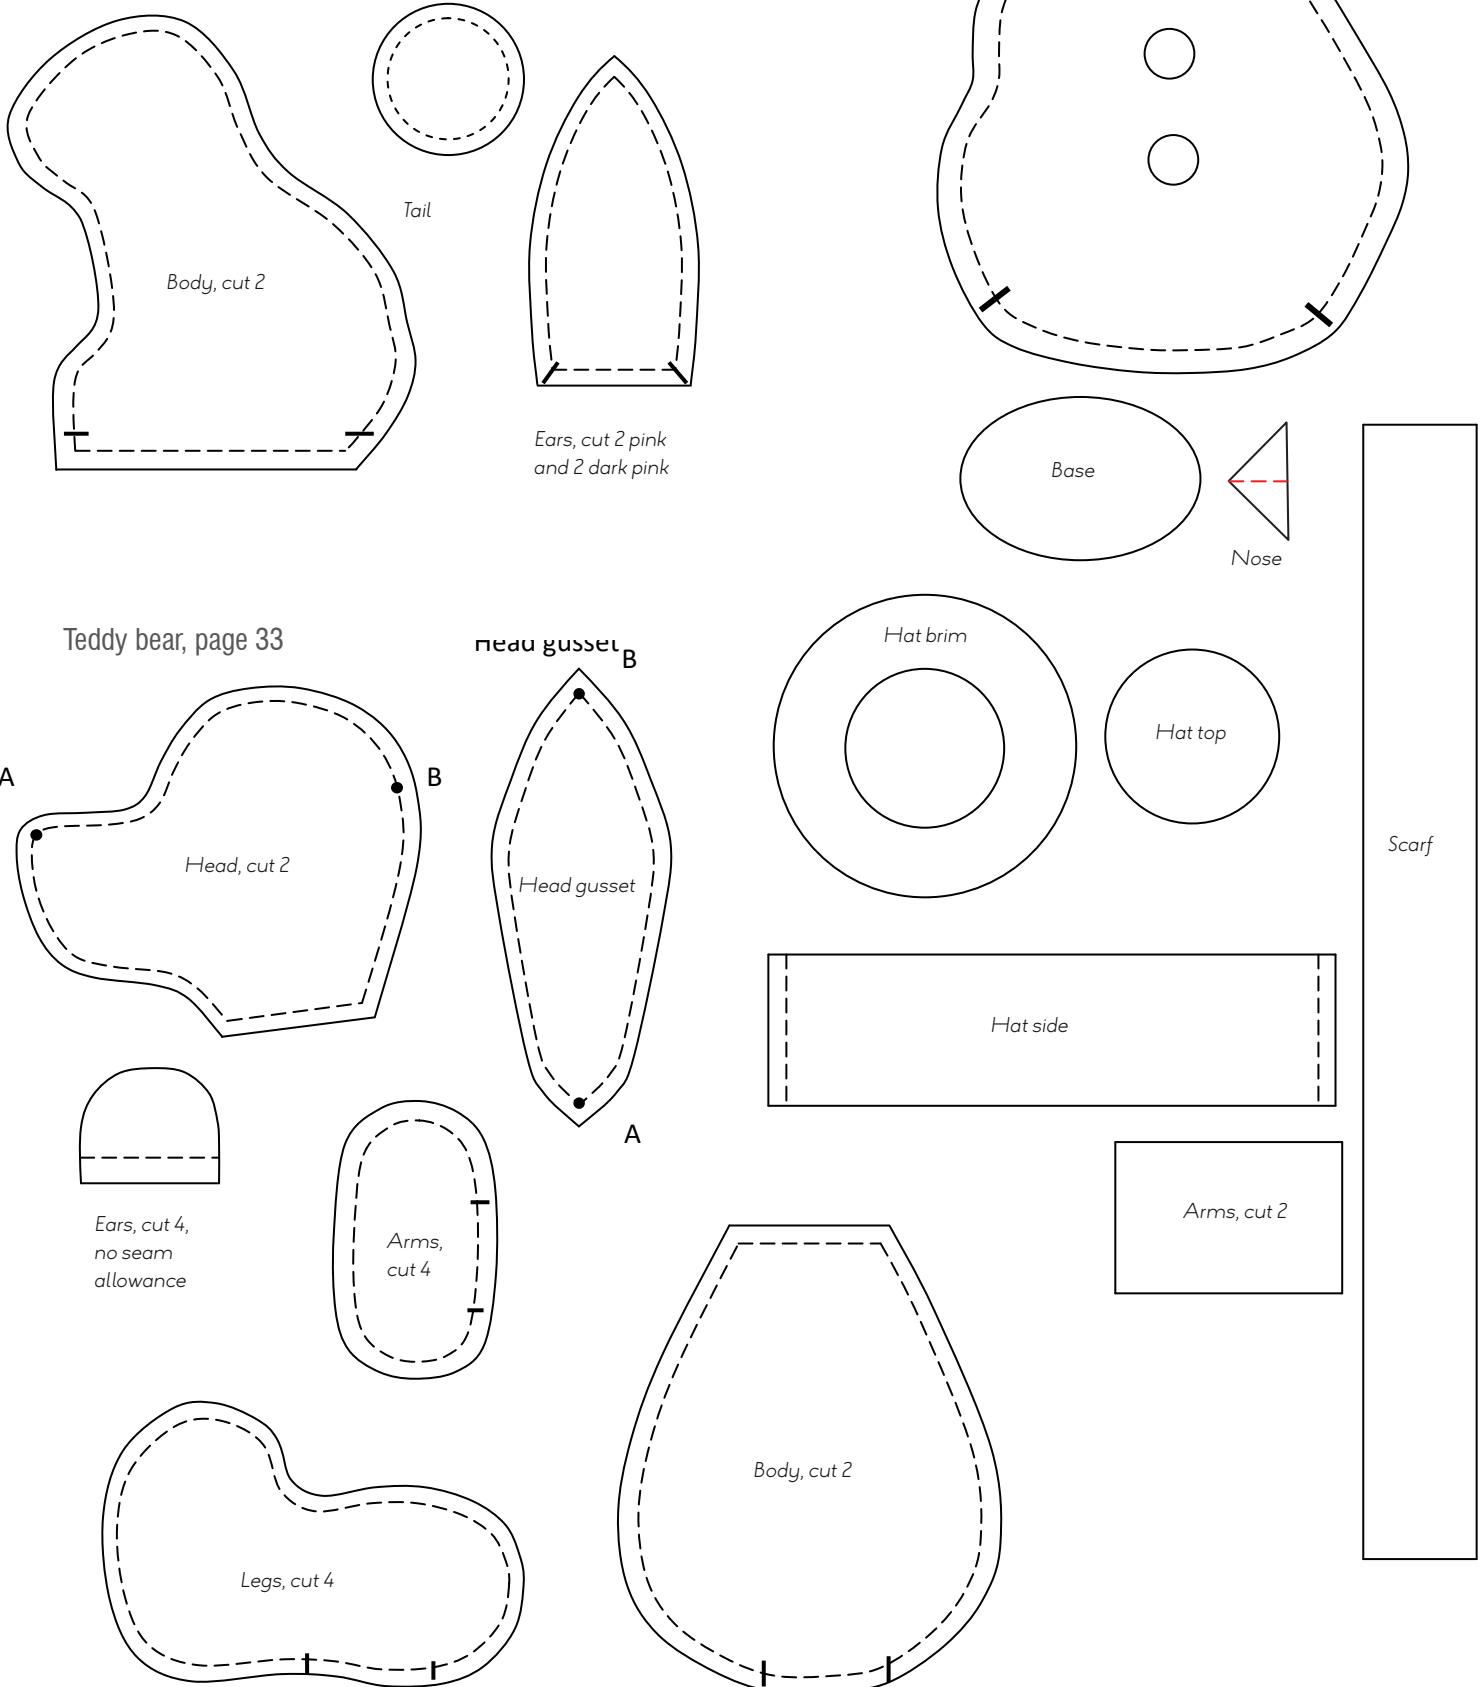 Tail
Body, cut 2
Ears, cut 2 pink
and 2 dark pink
Base
Nose
Teddy bear, page 33
Head gusset
B
Hat brim
Hat top
A
B
Head, cut 2
Head gusset
Scarf
Hat side
A
Ears, cut 4,
no seam
allowance
Arms,
cut 4
Arms, cut 2
Body, cut 2
Legs, cut 4